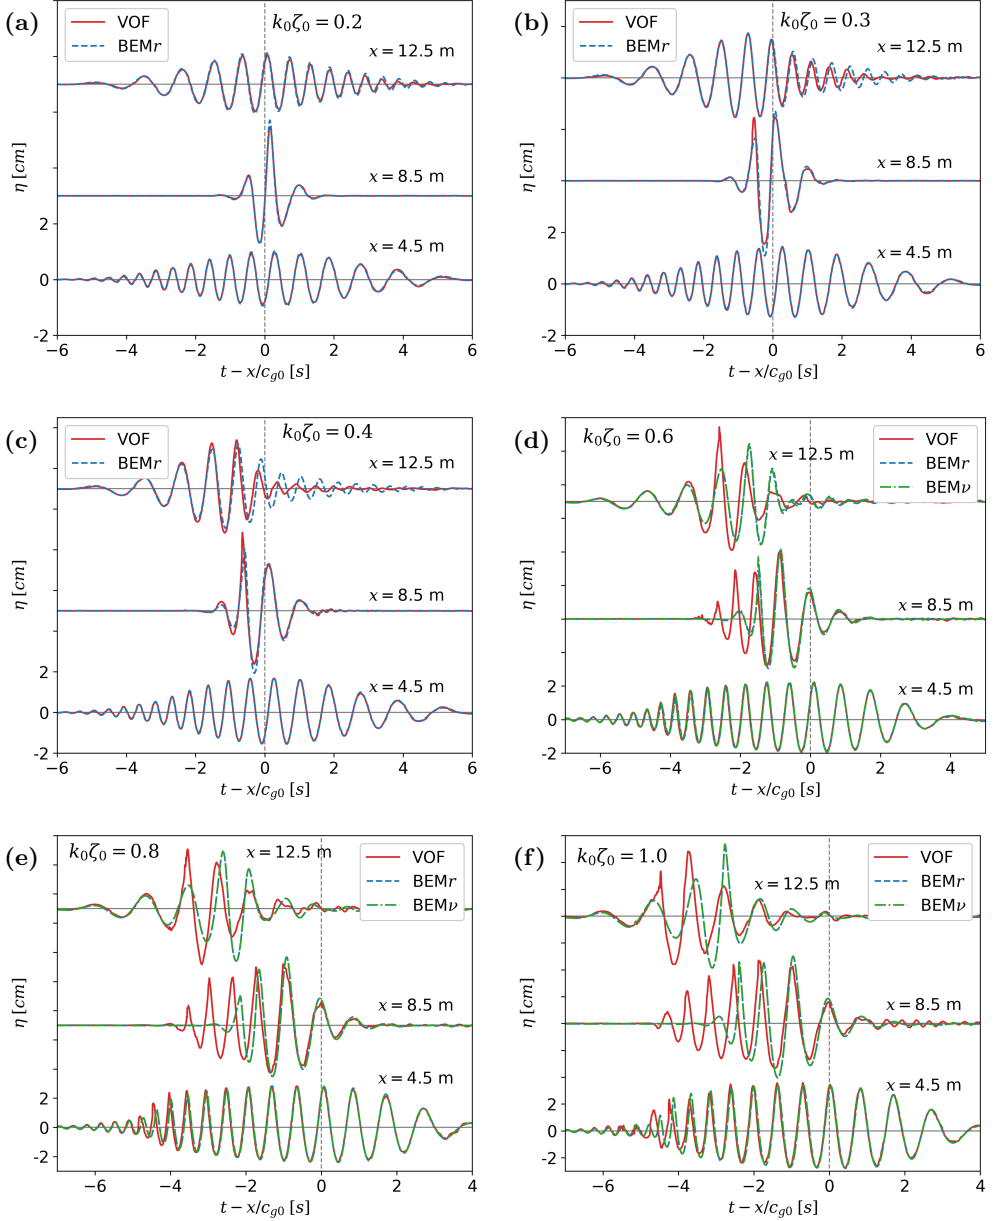 (a)
VOF
BEMr
k₀ζ₀ = 0.2
x = 12.5 m
x = 8.5 m
x = 4.5 m
η [cm]
2
0
-2
−6 −4 −2 0 2 4 6
t − x/c_g0 [s]
(b)
VOF
BEMr
k₀ζ₀ = 0.3
x = 12.5 m
x = 8.5 m
x = 4.5 m
η [cm]
2
0
-2
−6 −4 −2 0 2 4 6
t − x/c_g0 [s]
(c)
VOF
BEMr
k₀ζ₀ = 0.4
x = 12.5 m
x = 8.5 m
x = 4.5 m
η [cm]
2
0
-2
−6 −4 −2 0 2 4 6
t − x/c_g0 [s]
(d)
k₀ζ₀ = 0.6
VOF
BEMr
BEMν
x = 12.5 m
x = 8.5 m
x = 4.5 m
η [cm]
2
0
-2
−6 −4 −2 0 2 4
t − x/c_g0 [s]
(e)
k₀ζ₀ = 0.8
VOF
BEMr
BEMν
x = 12.5 m
x = 8.5 m
x = 4.5 m
η [cm]
2
0
-2
−6 −4 −2 0 2 4
t − x/c_g0 [s]
(f)
k₀ζ₀ = 1.0
VOF
BEMr
BEMν
x = 12.5 m
x = 8.5 m
x = 4.5 m
η [cm]
2
0
-2
−6 −4 −2 0 2 4
t − x/c_g0 [s]